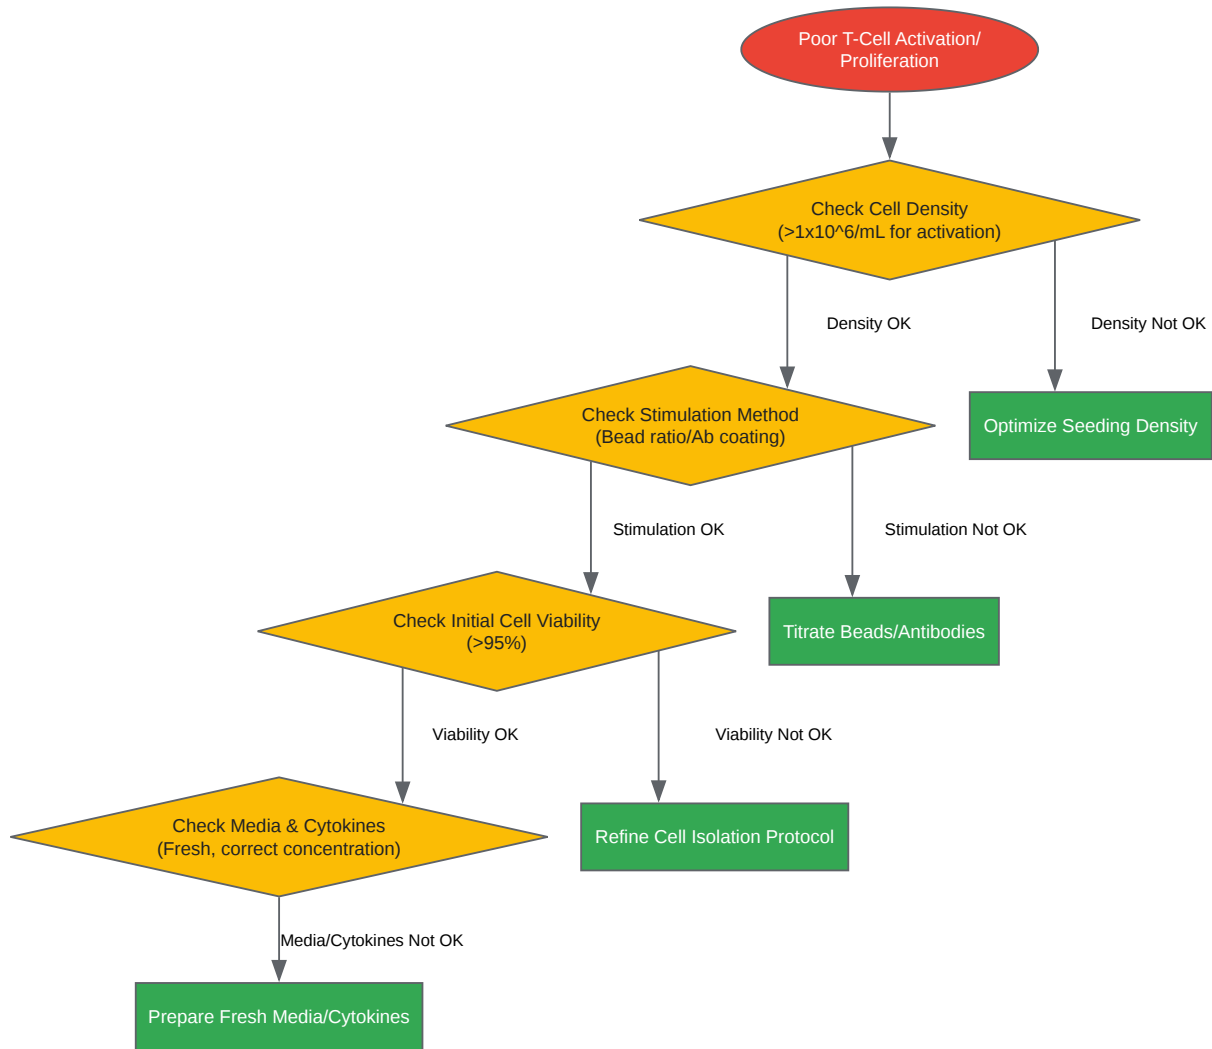 Poor T-Cell Activation/
Proliferation
Check Cell Density
(>1x10^6/mL for activation)
Density OK
Density Not OK
Check Stimulation Method
(Bead ratio/Ab coating)
Optimize Seeding Density
Stimulation OK
Stimulation Not OK
Check Initial Cell Viability
(>95%)
Titrate Beads/Antibodies
Viability OK
Viability Not OK
Check Media & Cytokines
(Fresh, correct concentration)
Refine Cell Isolation Protocol
Media/Cytokines Not OK
Prepare Fresh Media/Cytokines